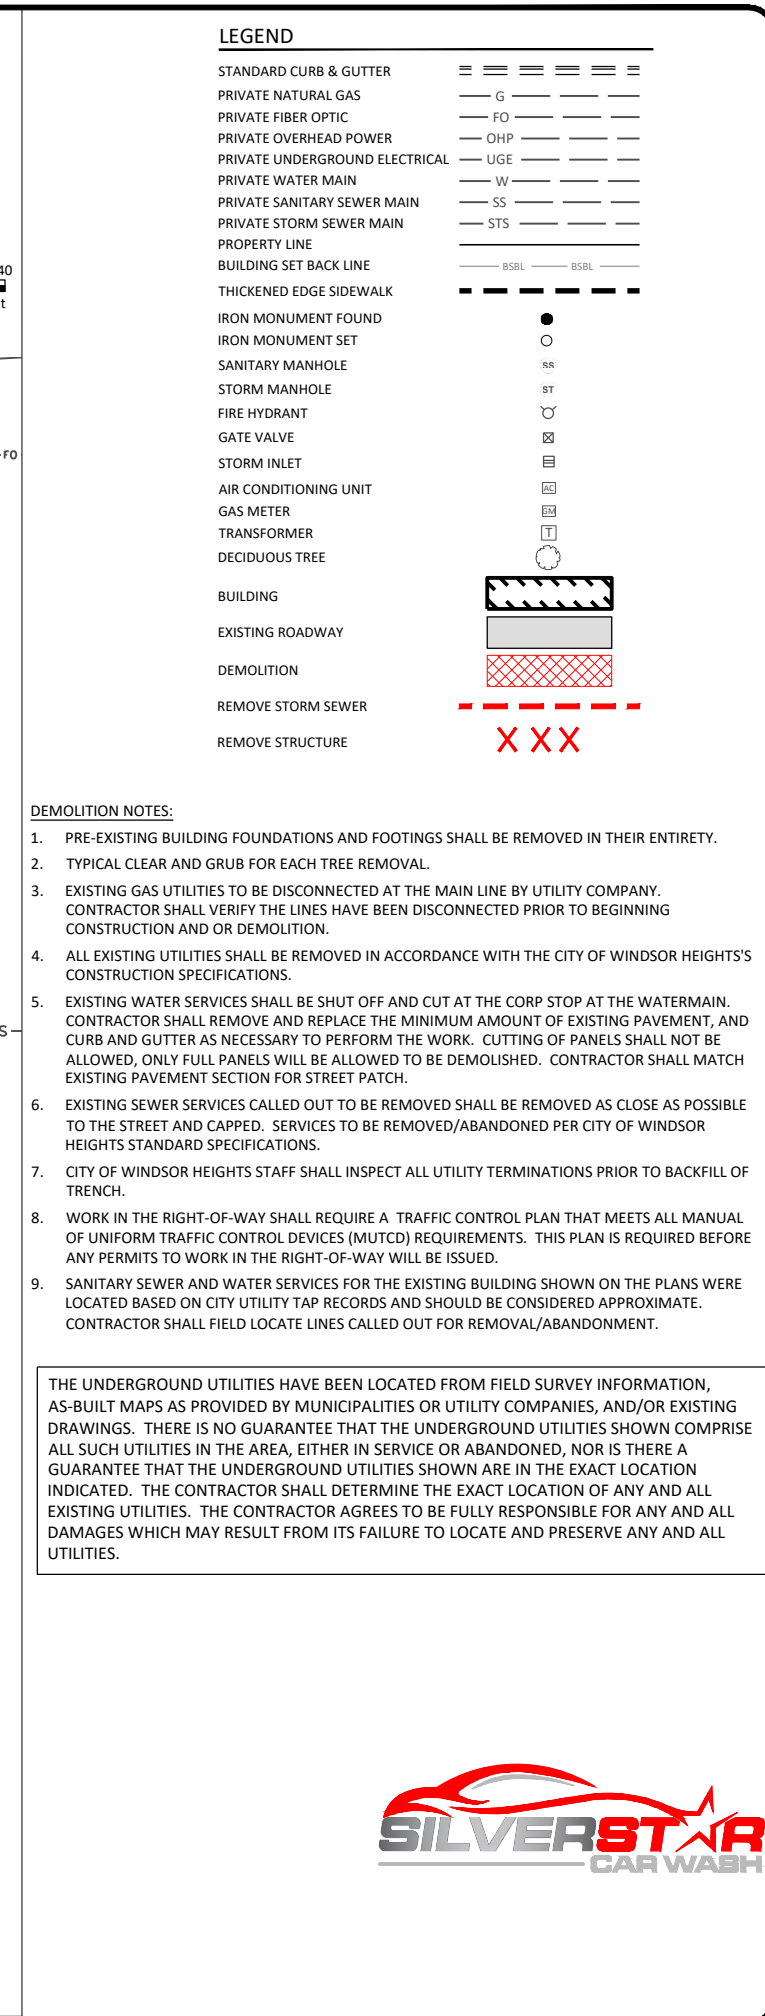 LEGEND
STANDARD CURB & GUTTER
PRIVATE NATURAL GAS G
PRIVATE FIBER OPTIC FO
PRIVATE OVERHEAD POWER OHP
PRIVATE UNDERGROUND ELECTRICAL UGE
PRIVATE WATER MAIN W
PRIVATE SANITARY SEWER MAIN SS
PRIVATE STORM SEWER MAIN STS
PROPERTY LINE
BUILDING SET BACK LINE BSBL BSBL
40
THICKENED EDGE SIDEWALK
t
IRON MONUMENT FOUND
IRON MONUMENT SET
SANITARY MANHOLE SS
STORM MANHOLE ST
FIRE HYDRANT
GATE VALVE
FO
STORM INLET
AIR CONDITIONING UNIT AC
GAS METER GM
TRANSFORMER T
DECIDUOUS TREE
BUILDING
EXISTING ROADWAY
DEMOLITION
REMOVE STORM SEWER
REMOVE STRUCTURE X X X
DEMOLITION NOTES:
1. PRE-EXISTING BUILDING FOUNDATIONS AND FOOTINGS SHALL BE REMOVED IN THEIR ENTIRETY.
2. TYPICAL CLEAR AND GRUB FOR EACH TREE REMOVAL.
3. EXISTING GAS UTILITIES TO BE DISCONNECTED AT THE MAIN LINE BY UTILITY COMPANY.
CONTRACTOR SHALL VERIFY THE LINES HAVE BEEN DISCONNECTED PRIOR TO BEGINNING
CONSTRUCTION AND OR DEMOLITION.
4. ALL EXISTING UTILITIES SHALL BE REMOVED IN ACCORDANCE WITH THE CITY OF WINDSOR HEIGHTS'S
CONSTRUCTION SPECIFICATIONS.
5. EXISTING WATER SERVICES SHALL BE SHUT OFF AND CUT AT THE CORP STOP AT THE WATERMAIN.
CONTRACTOR SHALL REMOVE AND REPLACE THE MINIMUM AMOUNT OF EXISTING PAVEMENT, AND
S
CURB AND GUTTER AS NECESSARY TO PERFORM THE WORK. CUTTING OF PANELS SHALL NOT BE
ALLOWED, ONLY FULL PANELS WILL BE ALLOWED TO BE DEMOLISHED. CONTRACTOR SHALL MATCH
EXISTING PAVEMENT SECTION FOR STREET PATCH.
6. EXISTING SEWER SERVICES CALLED OUT TO BE REMOVED SHALL BE REMOVED AS CLOSE AS POSSIBLE
TO THE STREET AND CAPPED. SERVICES TO BE REMOVED/ABANDONED PER CITY OF WINDSOR
HEIGHTS STANDARD SPECIFICATIONS.
7. CITY OF WINDSOR HEIGHTS STAFF SHALL INSPECT ALL UTILITY TERMINATIONS PRIOR TO BACKFILL OF
TRENCH.
8. WORK IN THE RIGHT-OF-WAY SHALL REQUIRE A TRAFFIC CONTROL PLAN THAT MEETS ALL MANUAL
OF UNIFORM TRAFFIC CONTROL DEVICES (MUTCD) REQUIREMENTS. THIS PLAN IS REQUIRED BEFORE
ANY PERMITS TO WORK IN THE RIGHT-OF-WAY WILL BE ISSUED.
9. SANITARY SEWER AND WATER SERVICES FOR THE EXISTING BUILDING SHOWN ON THE PLANS WERE
LOCATED BASED ON CITY UTILITY TAP RECORDS AND SHOULD BE CONSIDERED APPROXIMATE.
CONTRACTOR SHALL FIELD LOCATE LINES CALLED OUT FOR REMOVAL/ABANDONMENT.
THE UNDERGROUND UTILITIES HAVE BEEN LOCATED FROM FIELD SURVEY INFORMATION,
AS-BUILT MAPS AS PROVIDED BY MUNICIPALITIES OR UTILITY COMPANIES, AND/OR EXISTING
DRAWINGS. THERE IS NO GUARANTEE THAT THE UNDERGROUND UTILITIES SHOWN COMPRISE
ALL SUCH UTILITIES IN THE AREA, EITHER IN SERVICE OR ABANDONED, NOR IS THERE A
GUARANTEE THAT THE UNDERGROUND UTILITIES SHOWN ARE IN THE EXACT LOCATION
INDICATED. THE CONTRACTOR SHALL DETERMINE THE EXACT LOCATION OF ANY AND ALL
EXISTING UTILITIES. THE CONTRACTOR AGREES TO BE FULLY RESPONSIBLE FOR ANY AND ALL
DAMAGES WHICH MAY RESULT FROM ITS FAILURE TO LOCATE AND PRESERVE ANY AND ALL
UTILITIES.
SILVERSTAR
CAR WASH